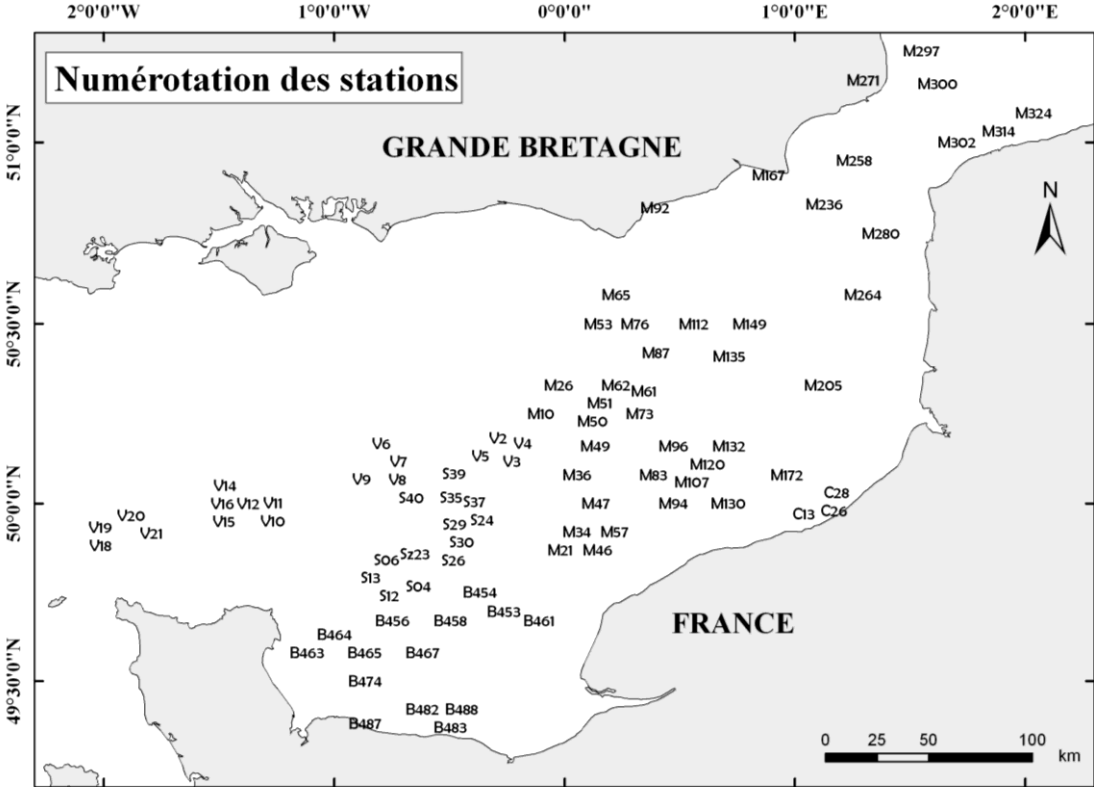 2°0'0"W 1°0'0"W 0°0'0" 1°0'0"E 2°0'0"E
Numérotation des stations
M297
M271 M300
M324
51°0'0"N
M314
M302
GRANDE BRETAGNE
M258
M167
N
M92 M236
M280
M65 M264
50°30'0"N
M53 M76 M112 M149
M87 M135
M26 M62 M61 M205
M51
M10 M50 M73
V6 V2 V4 M49 M96 M132
V7 V5 V3 M120
V9 V8 S39 M36 M83 M107 M172
V14 S40 S35 S37 C28
V16 V12 V11 M47 M94 M130
50°0'0"N
V19 V20 V15 V10 S29 S24 C13 C26
V21 M34 M57
V18 S30 M21 M46
S06 Sz23 S26
S13 S04
S12 B454
B453
B456 B458 B461
FRANCE
B464
B463 B465 B467
49°30'0"N
B474
B482 B488
B487 B483
0 25 50 100
km